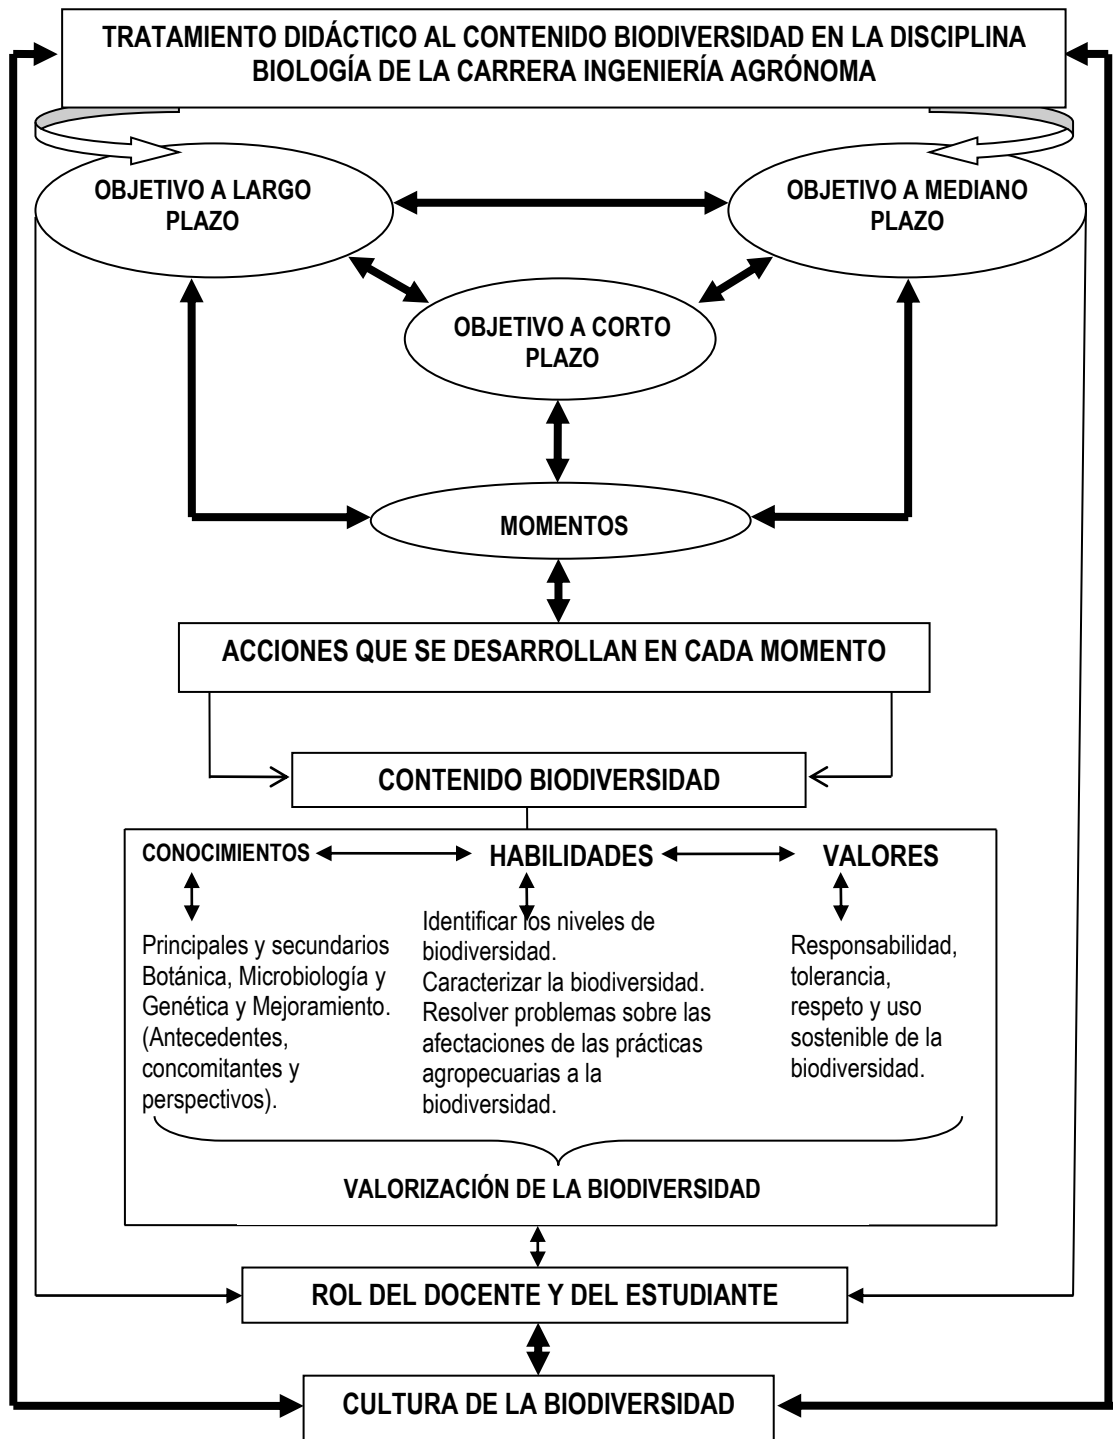 TRATAMIENTO DIDÁCTICO AL CONTENIDO BIODIVERSIDAD EN LA DISCIPLINA
BIOLOGÍA DE LA CARRERA INGENIERÍA AGRÓNOMA
OBJETIVO A LARGO
PLAZO
OBJETIVO A MEDIANO
PLAZO
OBJETIVO A CORTO
PLAZO
MOMENTOS
ACCIONES QUE SE DESARROLLAN EN CADA MOMENTO
CONTENIDO BIODIVERSIDAD
CONOCIMIENTOS
Principales y secundarios
Botánica, Microbiología y
Genética y Mejoramiento.
(Antecedentes,
concomitantes y
perspectivos).
HABILIDADES
Identificar los niveles de
biodiversidad.
Caracterizar la biodiversidad.
Resolver problemas sobre las
afectaciones de las prácticas
agropecuarias a la
biodiversidad.
VALORES
Responsabilidad,
tolerancia,
respeto y uso
sostenible de la
biodiversidad.
VALORIZACIÓN DE LA BIODIVERSIDAD
ROL DEL DOCENTE Y DEL ESTUDIANTE
CULTURA DE LA BIODIVERSIDAD